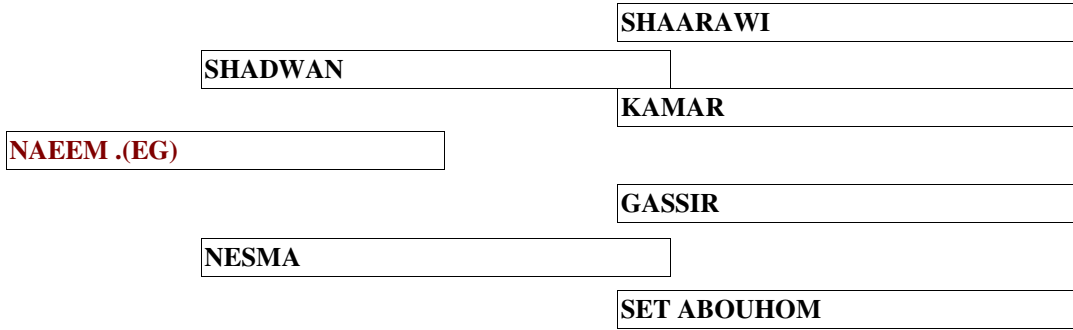 SHAARAWI
SHADWAN
KAMAR
NAEEM .(EG)
GASSIR
NESMA
SET ABOUHOM